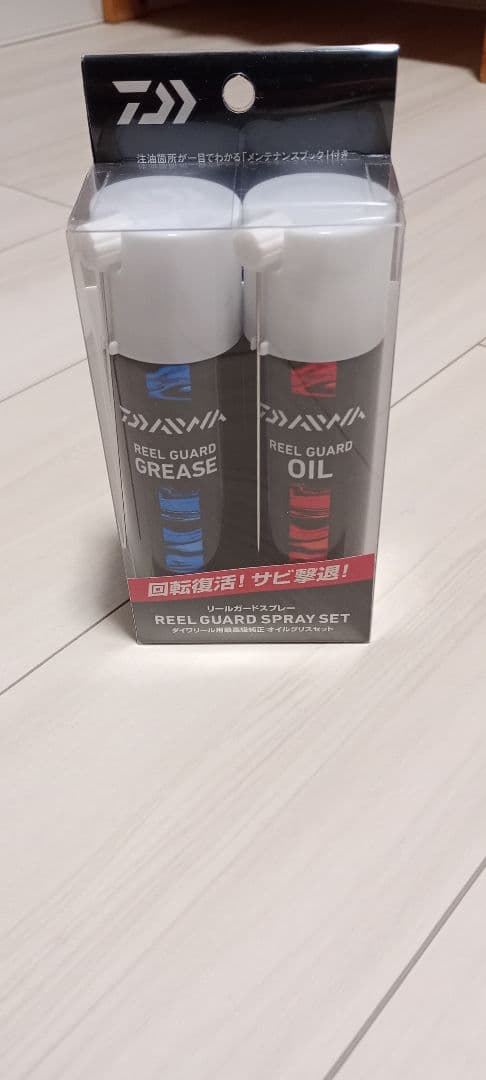 注油箇所が一目でわかる「メンテナンスブック」付き
DAIWA
REEL GUARD
GREASE
DAIWA
REEL GUARD
OIL
回転復活！サビ撃退！
リールガードスプレー
REEL GUARD SPRAY SET
ダイワリール用最高級純正 オイルグリスセット